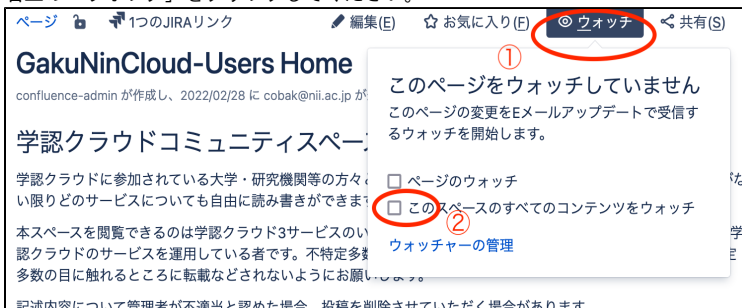 ページ 1つのJIRAリンク 編集(E) お気に入り(F) ウォッチ 共有(S)
①
GakuNinCloud-Users Home
confluence-admin が作成し、2022/02/28 に cobak@nii.ac.jp が
このページをウォッチしていません
このページの変更をEメールアップデートで受信す
るウォッチを開始します。
ページのウォッチ
このスペースのすべてのコンテンツをウォッチ
②
ウォッチャーの管理
学認クラウドコミュニティスペー
学認クラウドに参加されている大学・研究機関等の方々
い限りどのサービスについても自由に読み書きができま
本スペースを閲覧できるのは学認クラウド3サービスのい
認クラウドのサービスを運用している者です。不特定多数
多数の目に触れるところに転載などされないようにお願いします。
記述内容について管理者が不適当と認めた場合、投稿を削除させていただく場合があります